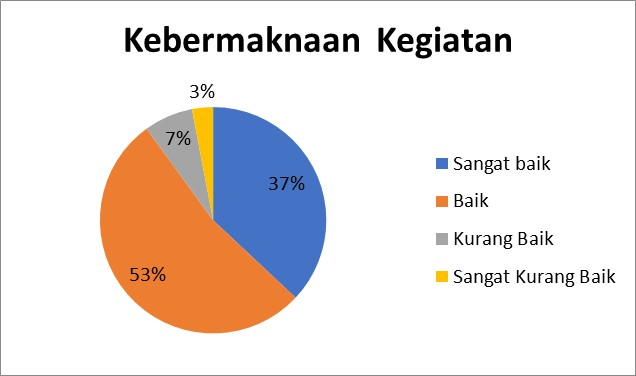 Kebermaknaan Kegiatan
3%
7%
37%
53%
Sangat baik
Baik
Kurang Baik
Sangat Kurang Baik